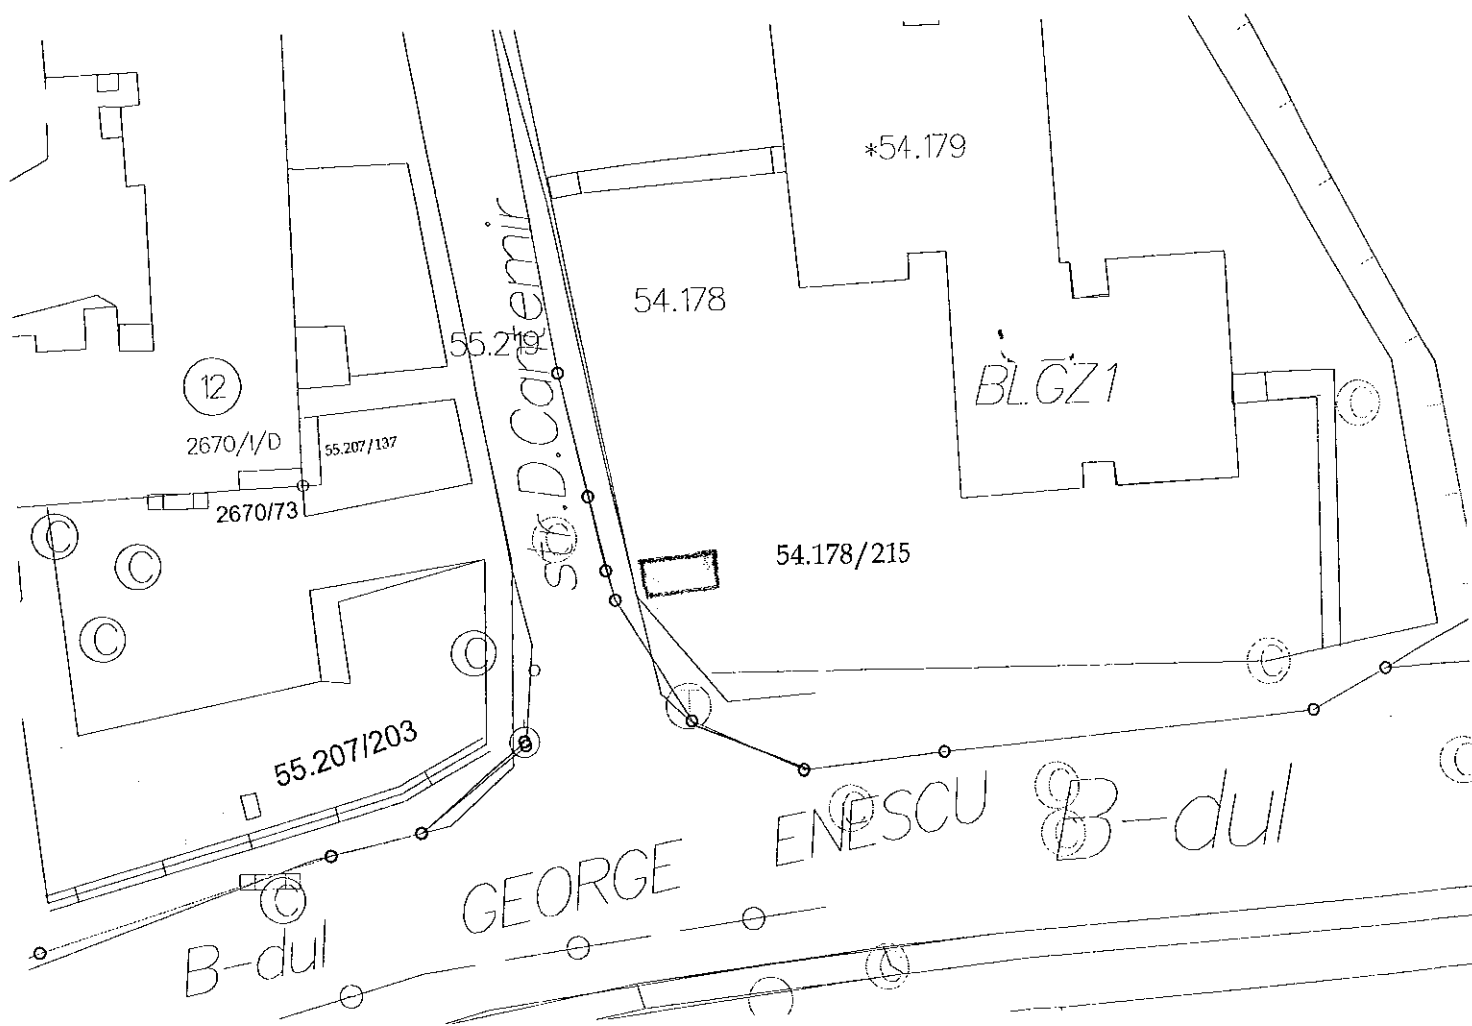 *54.179
54.178
55.219
str.D.Cantemir
BL.GZ1
12
2670/1/D
55.207/137
2670/73
54.178/215
C
C
C
C
C
C
C
T
55.207/203
C
C
C
C
C
C
B-dul
GEORGE
ENESCU
B-dul